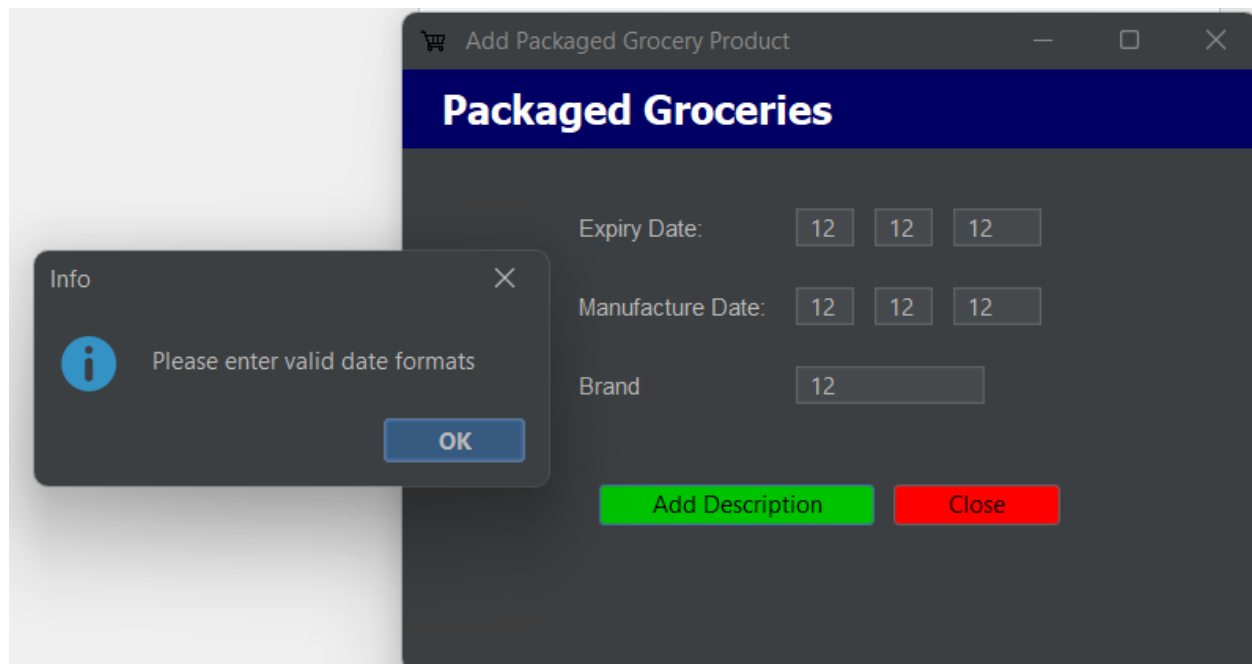 Add Packaged Grocery Product
Packaged Groceries
Expiry Date: 12 12 12
Manufacture Date: 12 12 12
Brand 12
Add Description Close
Info
Please enter valid date formats
OK